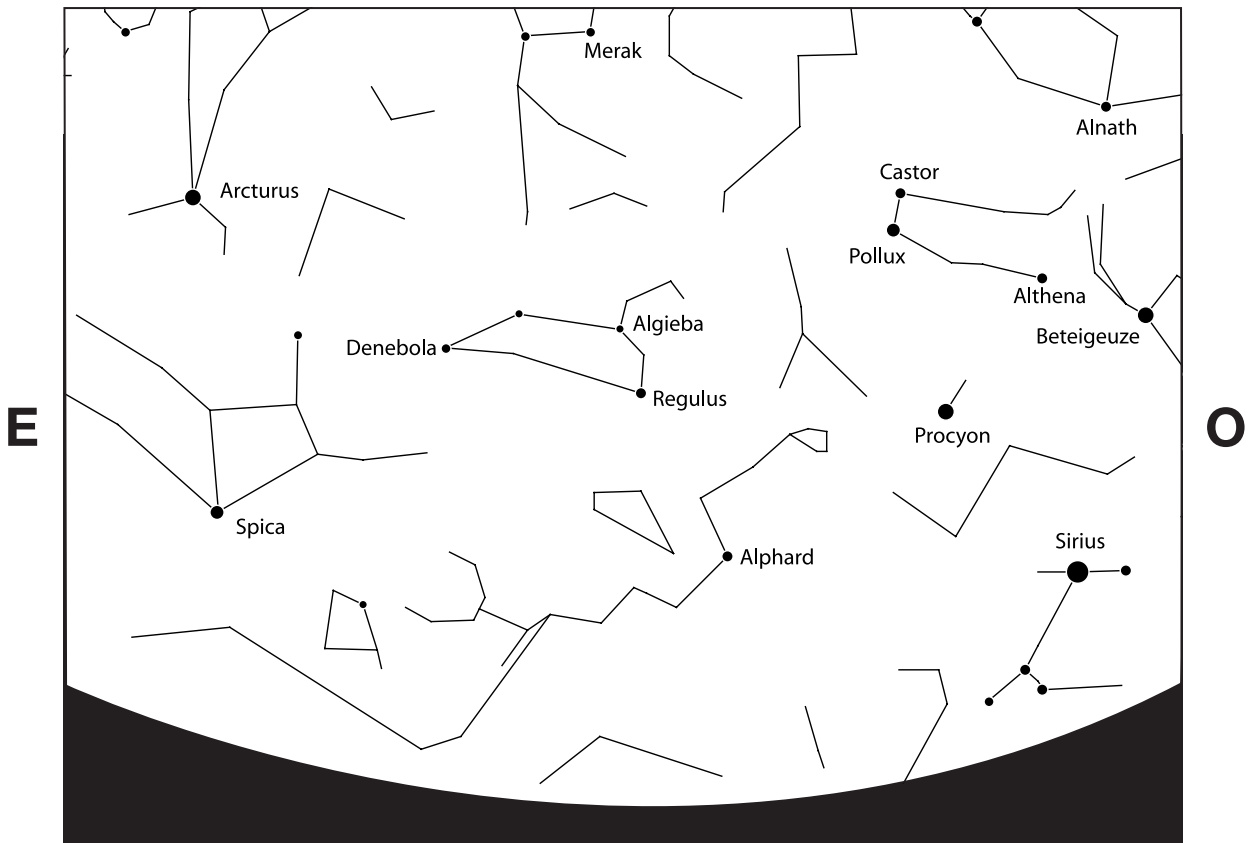 Merak
Alnath
Castor
Arcturus
Pollux
Althena
Algieba
Beteigeuze
Denebola
Regulus
E
O
Procyon
Spica
Sirius
Alphard